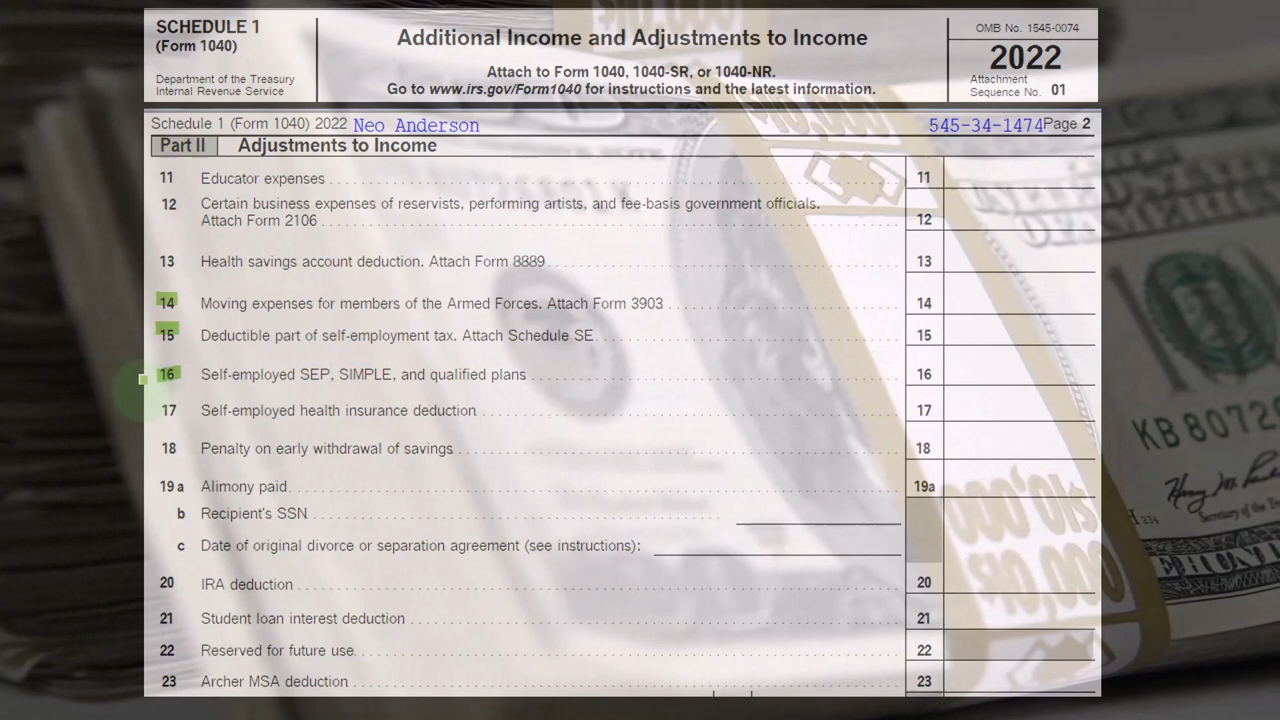 $10,000
SCHEDULE 1
(Form 1040)
Department of the Treasury
Internal Revenue Service
Additional Income and Adjustments to Income
Attach to Form 1040, 1040-SR, or 1040-NR.
Go to www.irs.gov/Form1040 for instructions and the latest information.
OMB No. 1545-0074
2022
Attachment
Sequence No. 01
Schedule 1 (Form 1040) 2022 Neo Anderson 545-34-1474 Page 2
Part II Adjustments to Income
11 Educator expenses 11
12 Certain business expenses of reservists, performing artists, and fee-basis government officials.
Attach Form 2106 12
13 Health savings account deduction. Attach Form 8889 13
14 Moving expenses for members of the Armed Forces. Attach Form 3903 14
15 Deductible part of self-employment tax. Attach Schedule SE 15
16 Self-employed SEP, SIMPLE, and qualified plans 16
17 Self-employed health insurance deduction 17
18 Penalty on early withdrawal of savings 18
19 a Alimony paid 19a
b Recipient's SSN
c Date of original divorce or separation agreement (see instructions):
20 IRA deduction 20
21 Student loan interest deduction 21
22 Reserved for future use 22
23 Archer MSA deduction 23
$10,000
100
KB 8072
Secretary of the